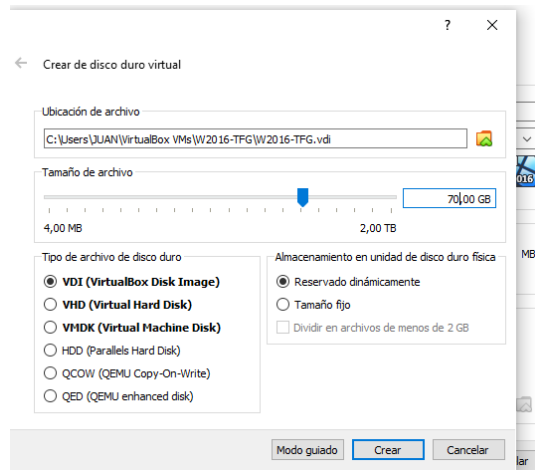 ?
Crear de disco duro virtual
Ubicación de archivo
C:\Users\JUAN\VirtualBox VMs\W2016-TFG\W2016-TFG.vdi
Tamaño de archivo
70,00 GB
4,00 MB 2,00 TB
Tipo de archivo de disco duro
VDI (VirtualBox Disk Image)
VHD (Virtual Hard Disk)
VMDK (Virtual Machine Disk)
HDD (Parallels Hard Disk)
QCOW (QEMU Copy-On-Write)
QED (QEMU enhanced disk)
Almacenamiento en unidad de disco duro física
Reservado dinámicamente
Tamaño fijo
Dividir en archivos de menos de 2 GB
Modo guiado Crear Cancelar
016
MB
lar